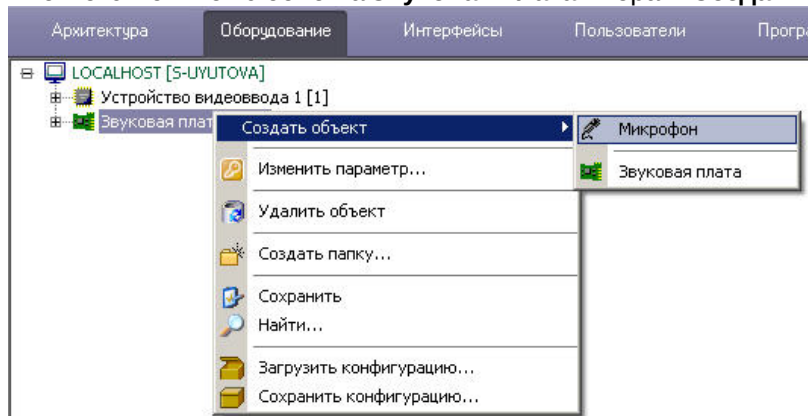 Архитектура Оборудование Интерфейсы Пользователи Програ
LOCALHOST [S-UYUTOVA]
Устройство видеоввода 1 [1]
Звуковая плат
Создать объект
Микрофон
Звуковая плата
Изменить параметр...
Удалить объект
Создать папку...
Сохранить
Найти...
Загрузить конфигурацию...
Сохранить конфигурацию...